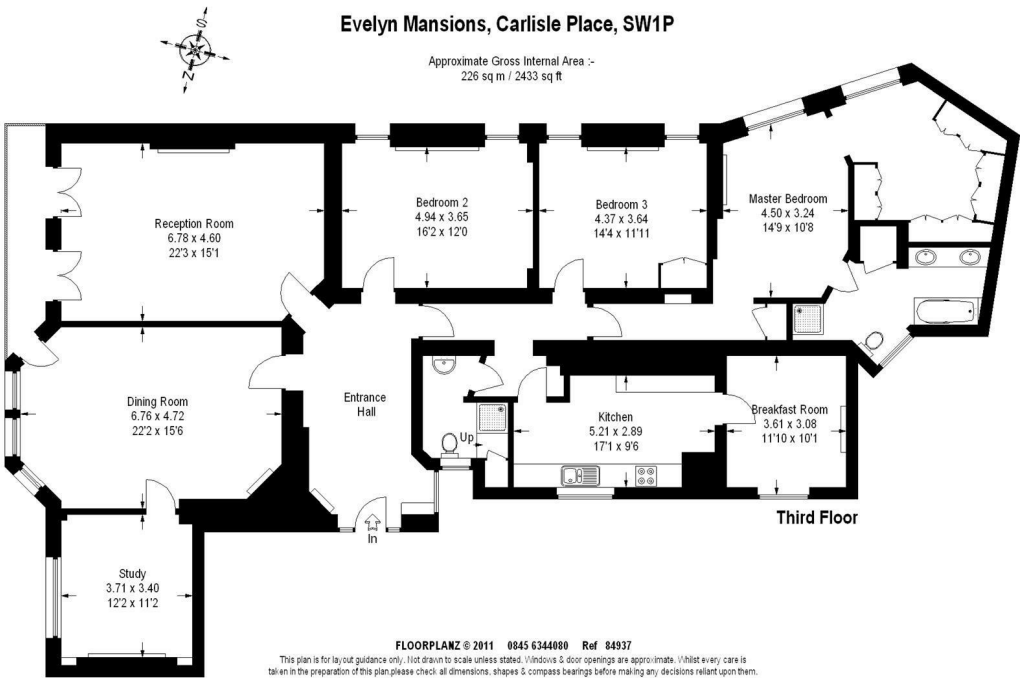 Evelyn Mansions, Carlisle Place, SW1P
Approximate Gross Internal Area :-
226 sq m / 2433 sq ft
S
N
Reception Room
6.78 x 4.60
22'3 x 15'1
Bedroom 2
4.94 x 3.65
16'2 x 12'0
Bedroom 3
4.37 x 3.64
14'4 x 11'11
Master Bedroom
4.50 x 3.24
14'9 x 10'8
Dining Room
6.76 x 4.72
22'2 x 15'6
Entrance
Hall
Up
Kitchen
5.21 x 2.89
17'1 x 9'6
Breakfast Room
3.61 x 3.08
11'10 x 10'1
Third Floor
In
Study
3.71 x 3.40
12'2 x 11'2
FLOORPLANZ © 2011 0845 6344080 Ref 84937
This plan is for layout guidance only. Not drawn to scale unless stated. Windows & door openings are approximate. Whilst every care is
taken in the preparation of this plan,please check all dimensions, shapes & compass bearings before making any decisions reliant upon them.